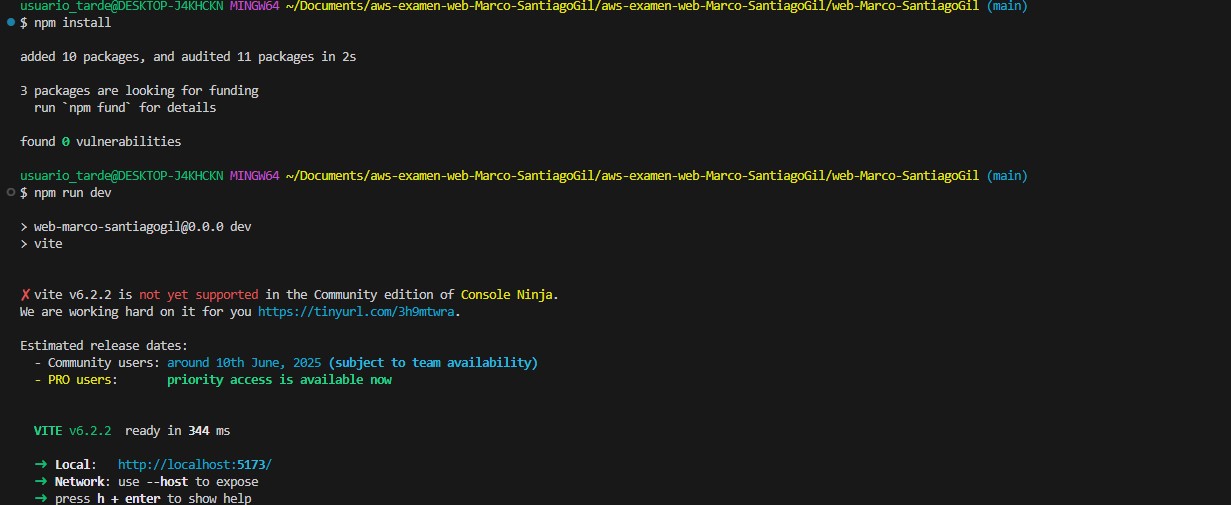 usuario_tarde@DESKTOP-J4KHCKN MINGW64 ~/Documents/aws-examen-web-Marco-SantiagoGil/aws-examen-web-Marco-SantiagoGil/web-Marco-SantiagoGil (main)
$ npm install
added 10 packages, and audited 11 packages in 2s
3 packages are looking for funding
  run `npm fund` for details
found 0 vulnerabilities
usuario_tarde@DESKTOP-J4KHCKN MINGW64 ~/Documents/aws-examen-web-Marco-SantiagoGil/aws-examen-web-Marco-SantiagoGil/web-Marco-SantiagoGil (main)
$ npm run dev
> web-marco-santiagogil@0.0.0 dev
> vite
✗ vite v6.2.2 is not yet supported in the Community edition of Console Ninja.
We are working hard on it for you https://tinyurl.com/3h9mtwra.
Estimated release dates:
  - Community users: around 10th June, 2025 (subject to team availability)
  - PRO users:       priority access is available now
  VITE v6.2.2  ready in 344 ms
  ➜ Local:   http://localhost:5173/
  ➜ Network: use --host to expose
  ➜ press h + enter to show help